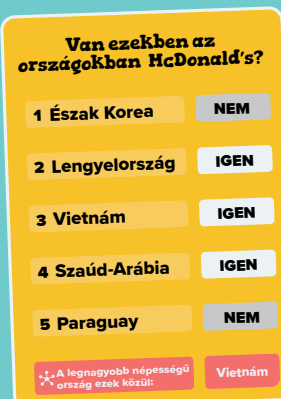 Van ezekben az
országokban McDonald's?
1 Észak Korea NEM
2 Lengyelország IGEN
3 Vietnám IGEN
4 Szaúd-Arábia IGEN
5 Paraguay NEM
A legnagyobb népességű
ország ezek közül: Vietnám